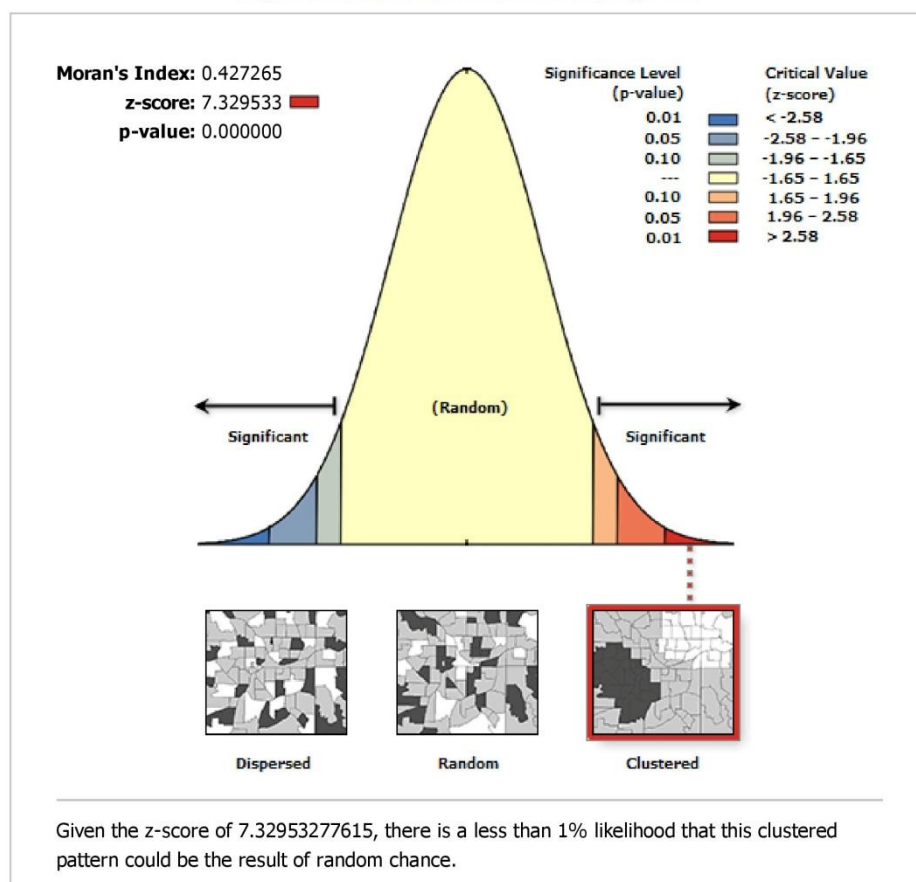 Moran's Index: 0.427265
z-score: 7.329533
p-value: 0.000000
Significance Level
(p-value)
Critical Value
(z-score)
0.01 < -2.58
0.05 -2.58 – -1.96
0.10 -1.96 – -1.65
--- -1.65 – 1.65
0.10 1.65 – 1.96
0.05 1.96 – 2.58
0.01 > 2.58
(Random)
Significant
Significant
Dispersed
Random
Clustered
Given the z-score of 7.32953277615, there is a less than 1% likelihood that this clustered
pattern could be the result of random chance.